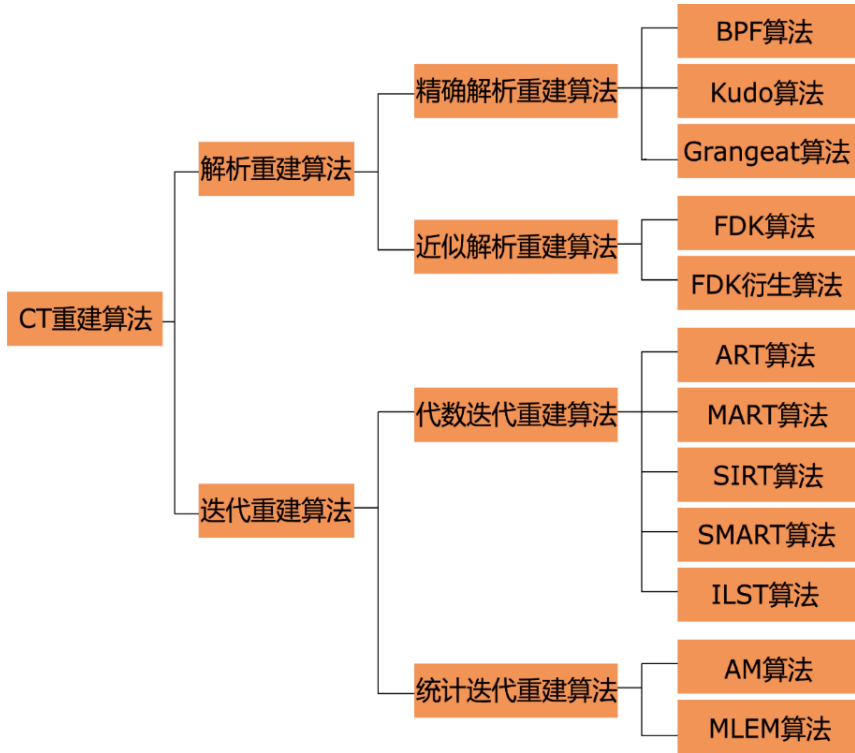 CT重建算法
解析重建算法
精确解析重建算法
BPF算法
Kudo算法
Grangeat算法
近似解析重建算法
FDK算法
FDK衍生算法
迭代重建算法
代数迭代重建算法
ART算法
MART算法
SIRT算法
SMART算法
ILST算法
统计迭代重建算法
AM算法
MLEM算法